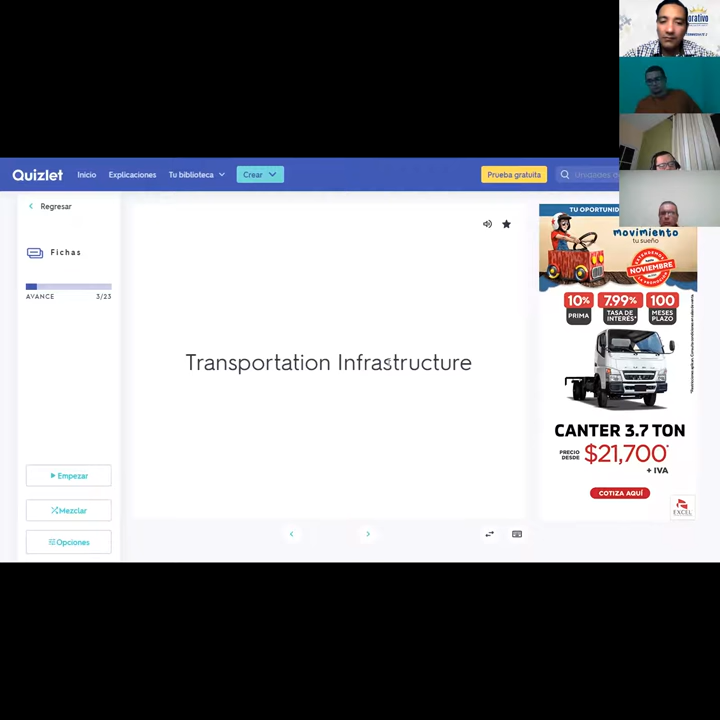 Quizlet
Inicio
Explicaciones
Tu biblioteca
Crear
Prueba gratuita
Unidades
Regresar
Fichas
AVANCE
3/23
Empezar
Mezclar
Opciones
Transportation Infrastructure
TU OPORTUNID
movimiento
tu sueño
NOVIEMBRE
10%
PRIMA
7.99%
TASA DE
INTERÉS*
100
MESES
PLAZO
CANTER 3.7 TON
PRECIO
DESDE
$21,700*
+ IVA
COTIZA AQUÍ
EXCEL
orativo